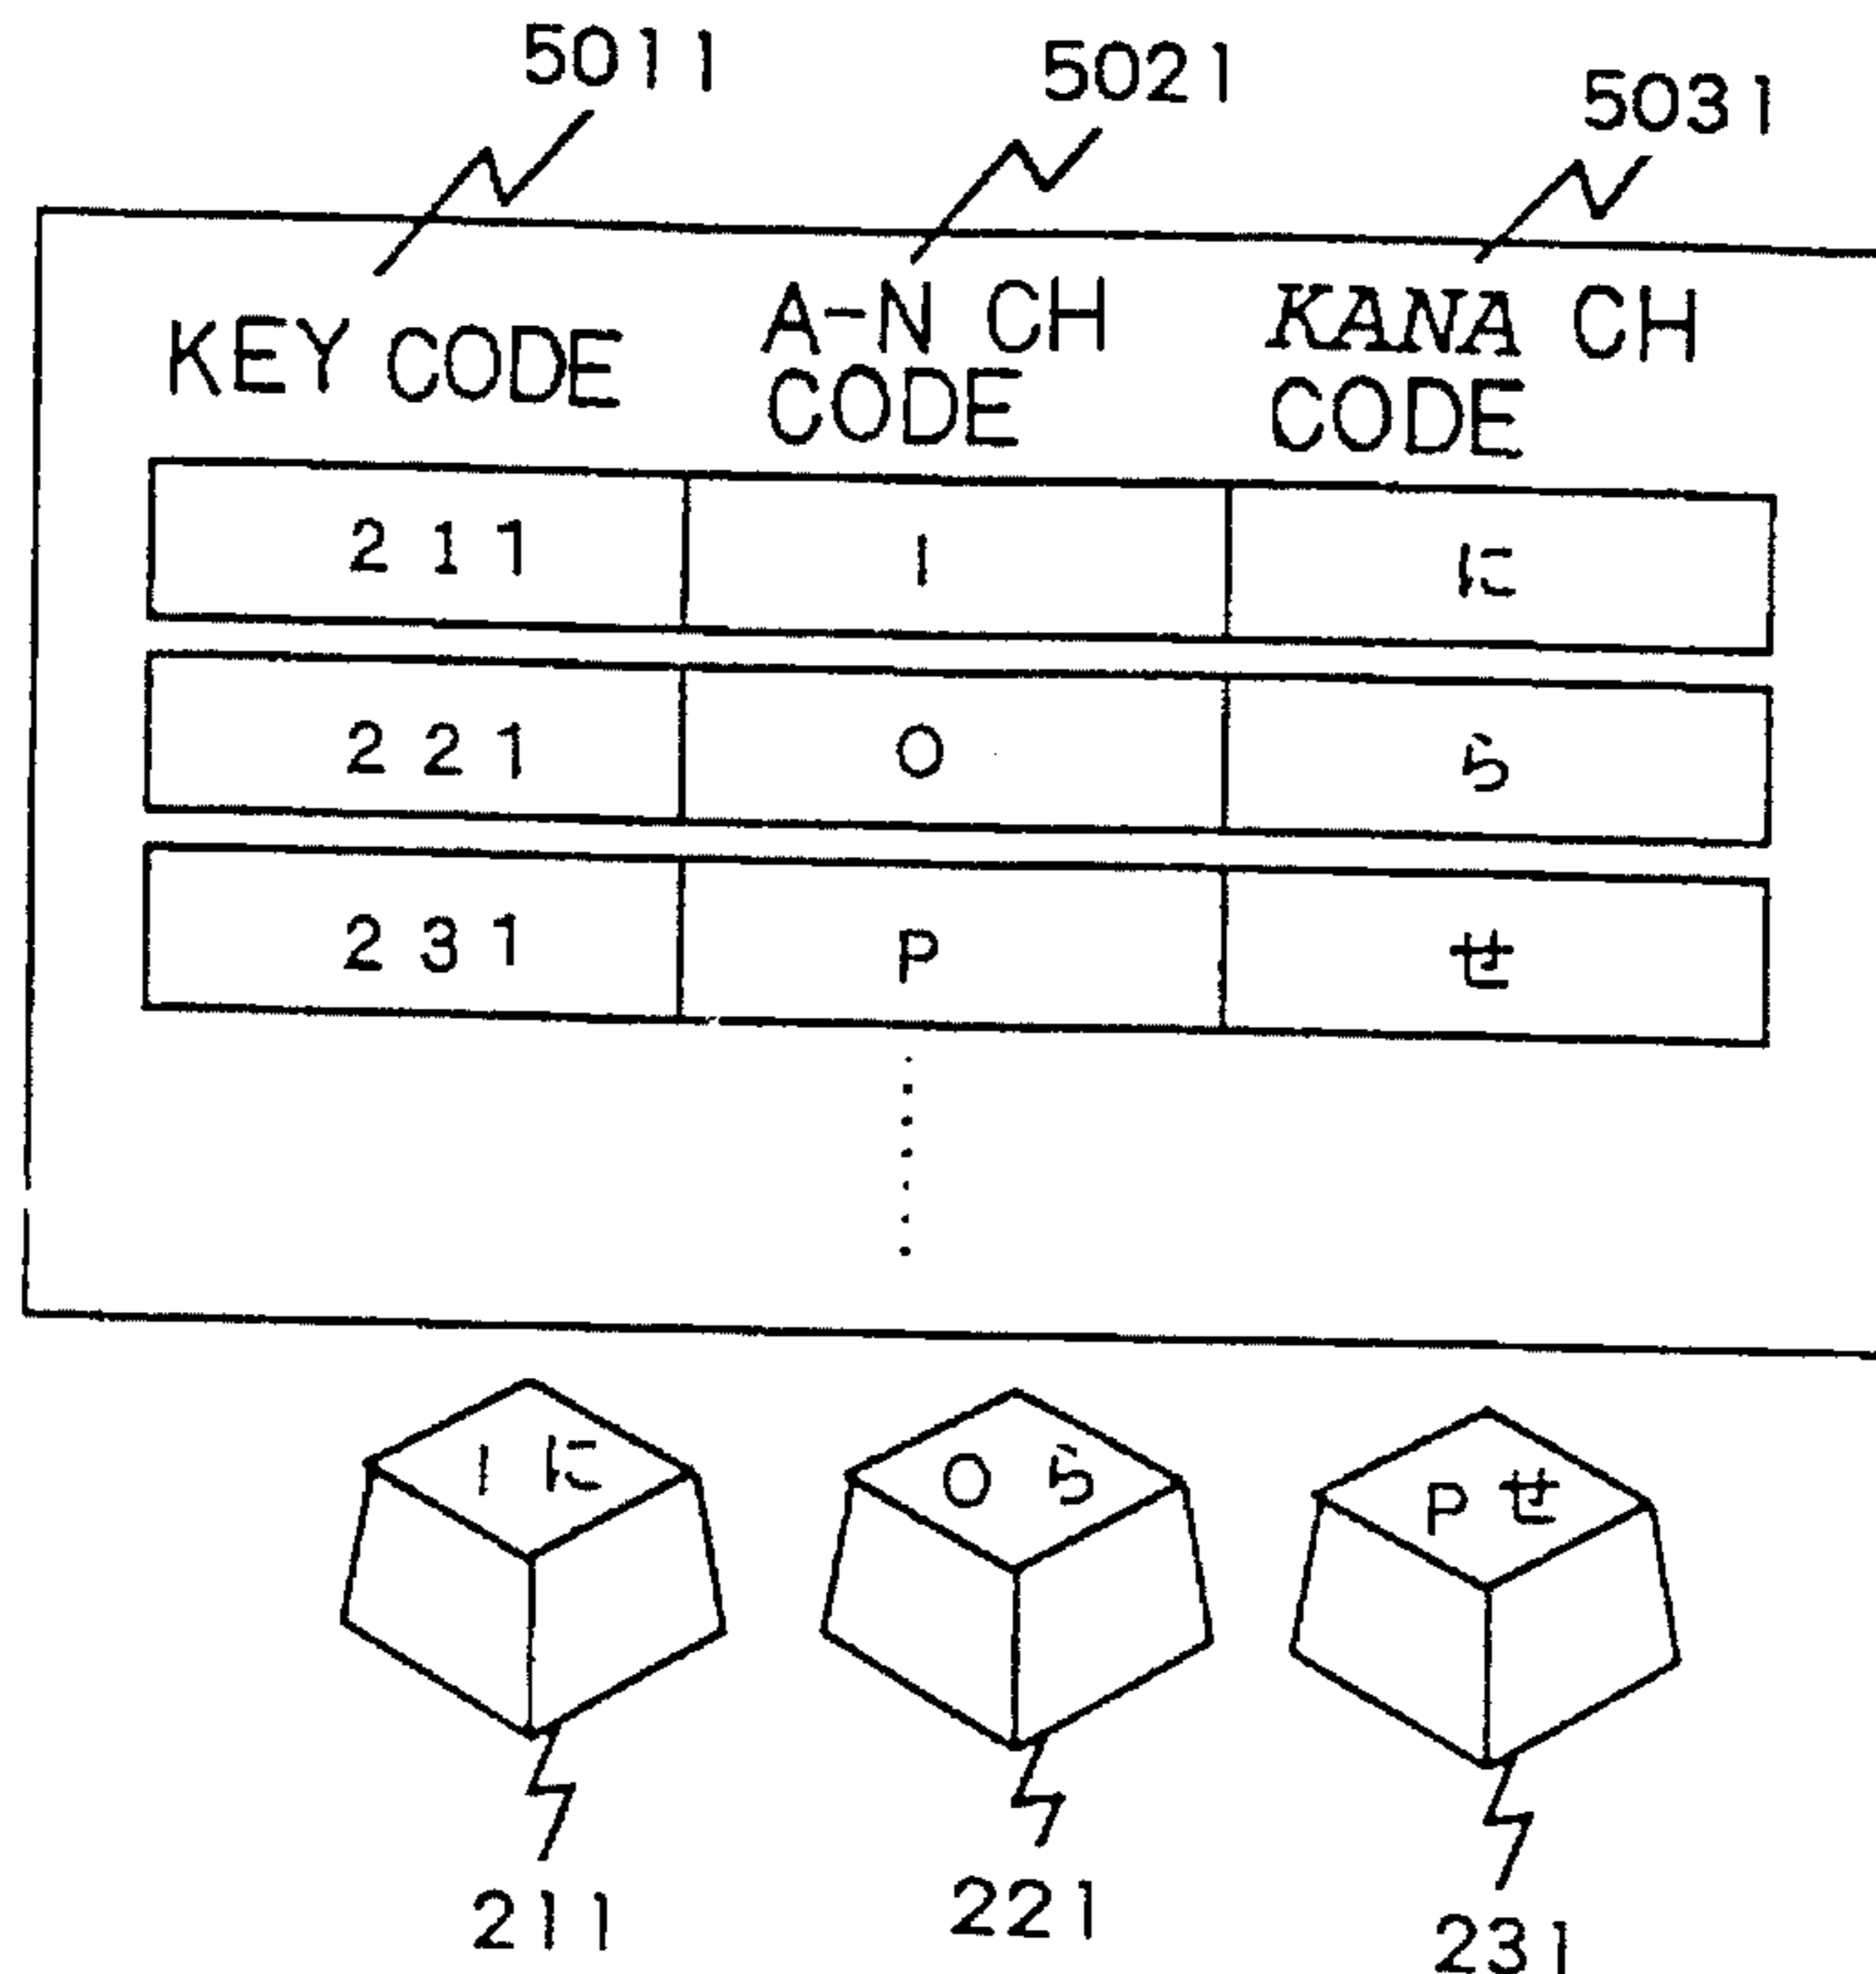 5011 5021 5031
KEY CODE A-N CH CODE KANA CH CODE
211 I に
221 O ら
231 P せ
I に O ら P せ
211 221 231